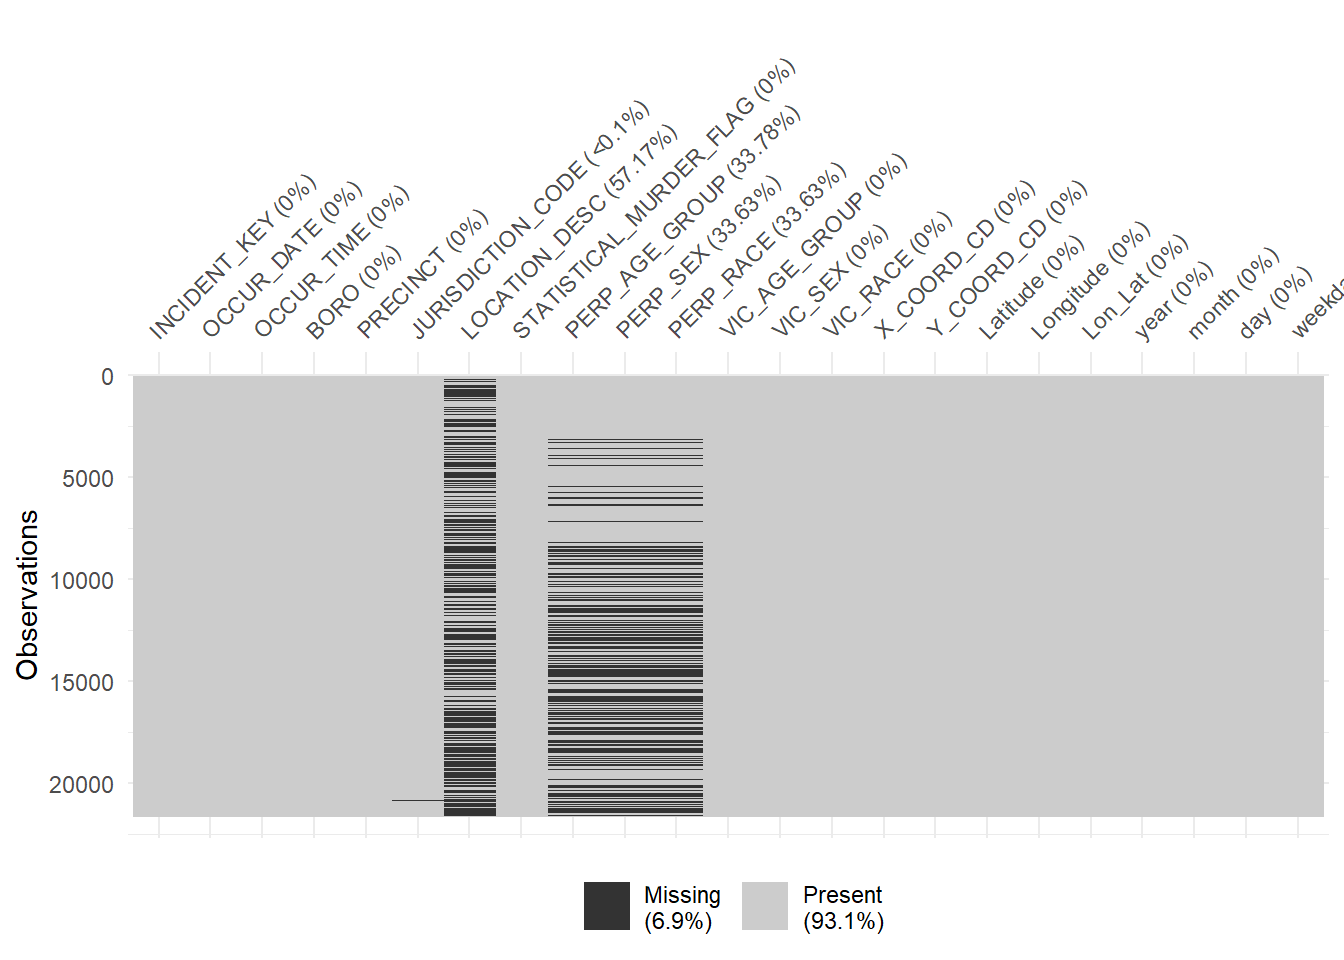 INCIDENT_KEY (0%)
OCCUR_DATE (0%)
OCCUR_TIME (0%)
BORO (0%)
PRECINCT (0%)
JURISDICTION_CODE (<0.1%)
LOCATION_DESC (57.17%)
STATISTICAL_MURDER_FLAG (0%)
PERP_AGE_GROUP (33.78%)
PERP_SEX (33.63%)
PERP_RACE (33.63%)
VIC_AGE_GROUP (0%)
VIC_SEX (0%)
VIC_RACE (0%)
X_COORD_CD (0%)
Y_COORD_CD (0%)
Latitude (0%)
Longitude (0%)
Lon_Lat (0%)
year (0%)
month (0%)
day (0%)
Observations
0
5000
10000
15000
20000
Missing
(6.9%)
Present
(93.1%)